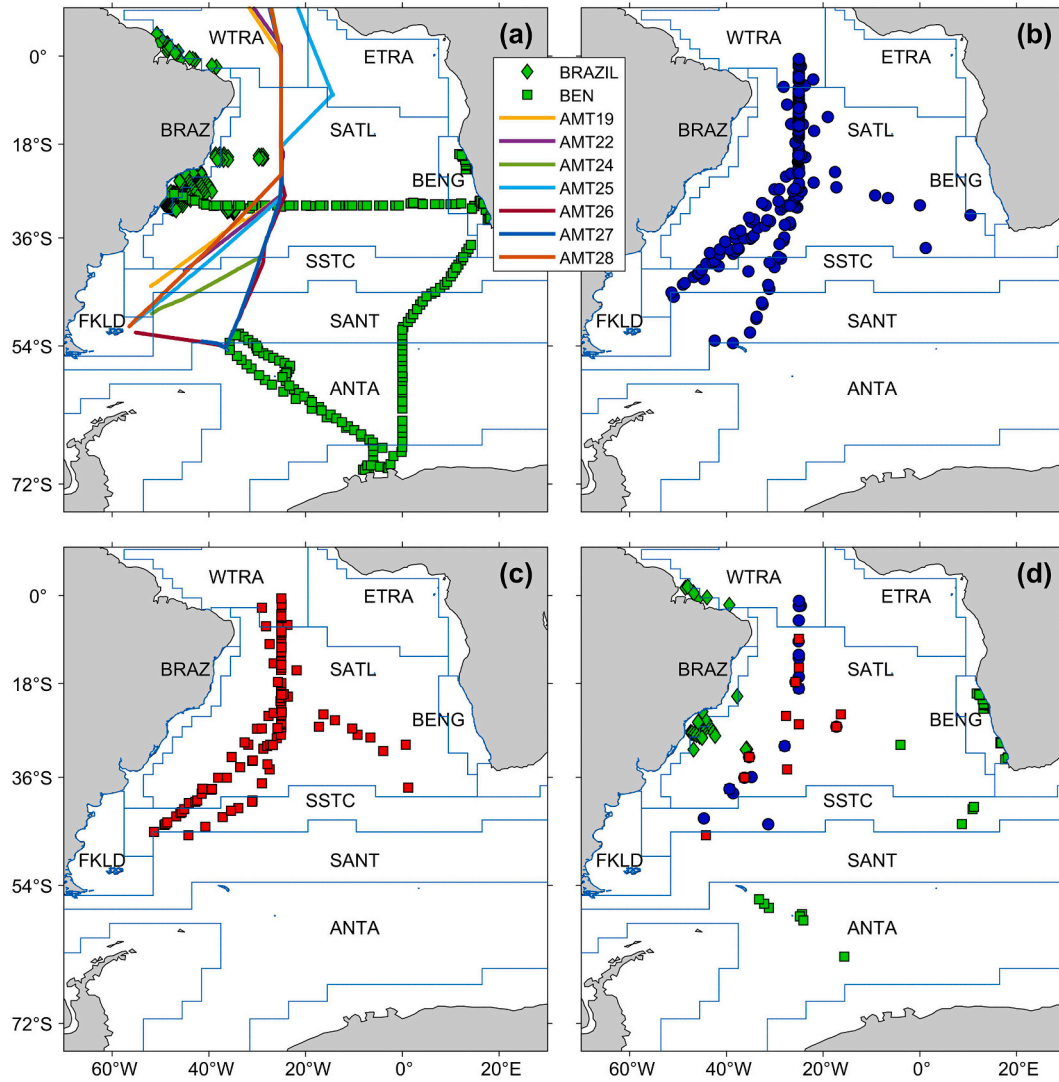 (a)
WTRA
ETRA
BRAZ
SATL
BENG
SSTC
FKLD
SANT
ANTA
0°
18°S
36°S
54°S
72°S
BRAZIL
BEN
AMT19
AMT22
AMT24
AMT25
AMT26
AMT27
AMT28
(b)
WTRA
ETRA
BRAZ
SATL
BENG
SSTC
FKLD
SANT
ANTA
(c)
WTRA
ETRA
BRAZ
SATL
BENG
SSTC
FKLD
SANT
ANTA
0°
18°S
36°S
54°S
72°S
60°W
40°W
20°W
0°
20°E
(d)
WTRA
ETRA
BRAZ
SATL
BENG
SSTC
FKLD
SANT
ANTA
60°W
40°W
20°W
0°
20°E